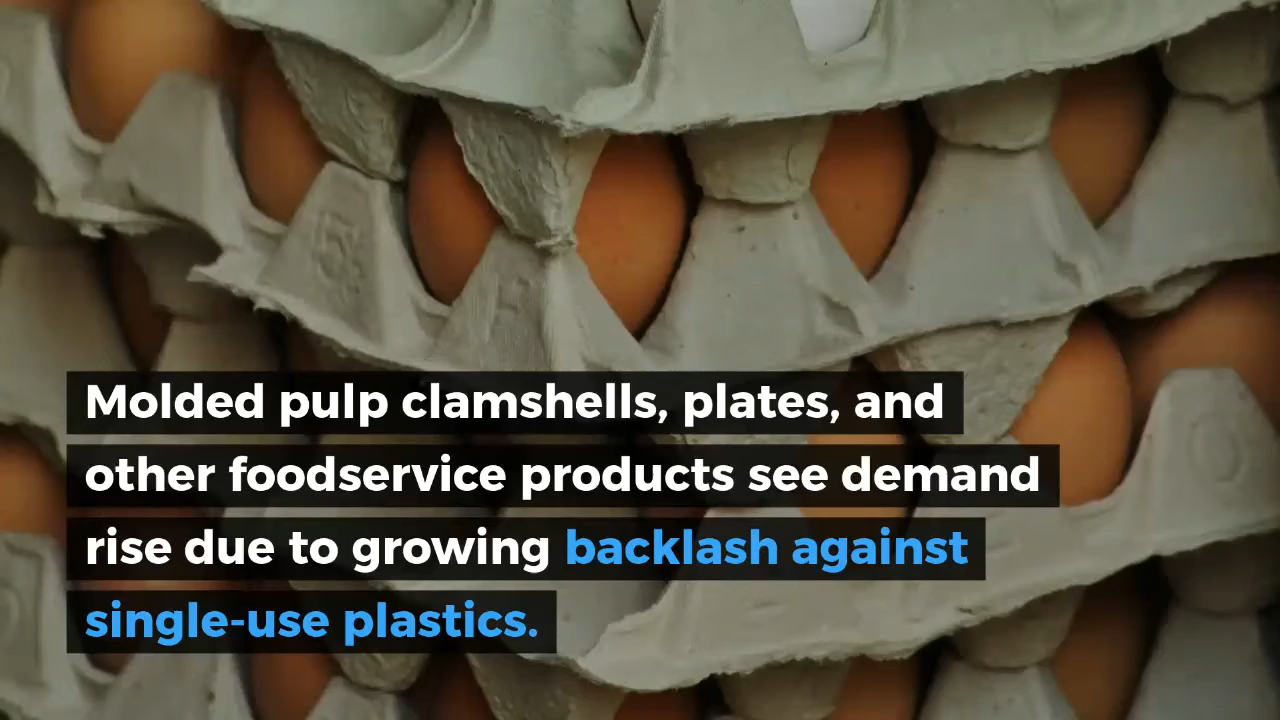 Molded pulp clamshells, plates, and
other foodservice products see demand
rise due to growing backlash against
single-use plastics.